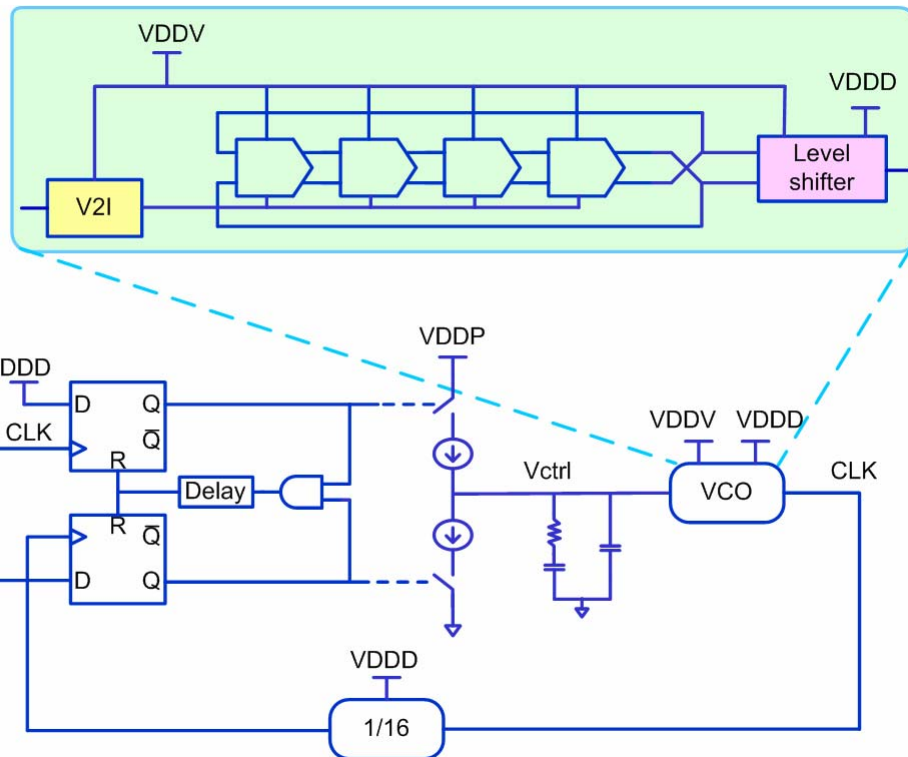 VDDV
VDDD
V2I
Level
shifter
VDDP
DDD
D
Q
CLK
Q̅
R
Delay
R
Q̅
D
Q
Vctrl
VDDV
VDDD
VCO
CLK
VDDD
1/16